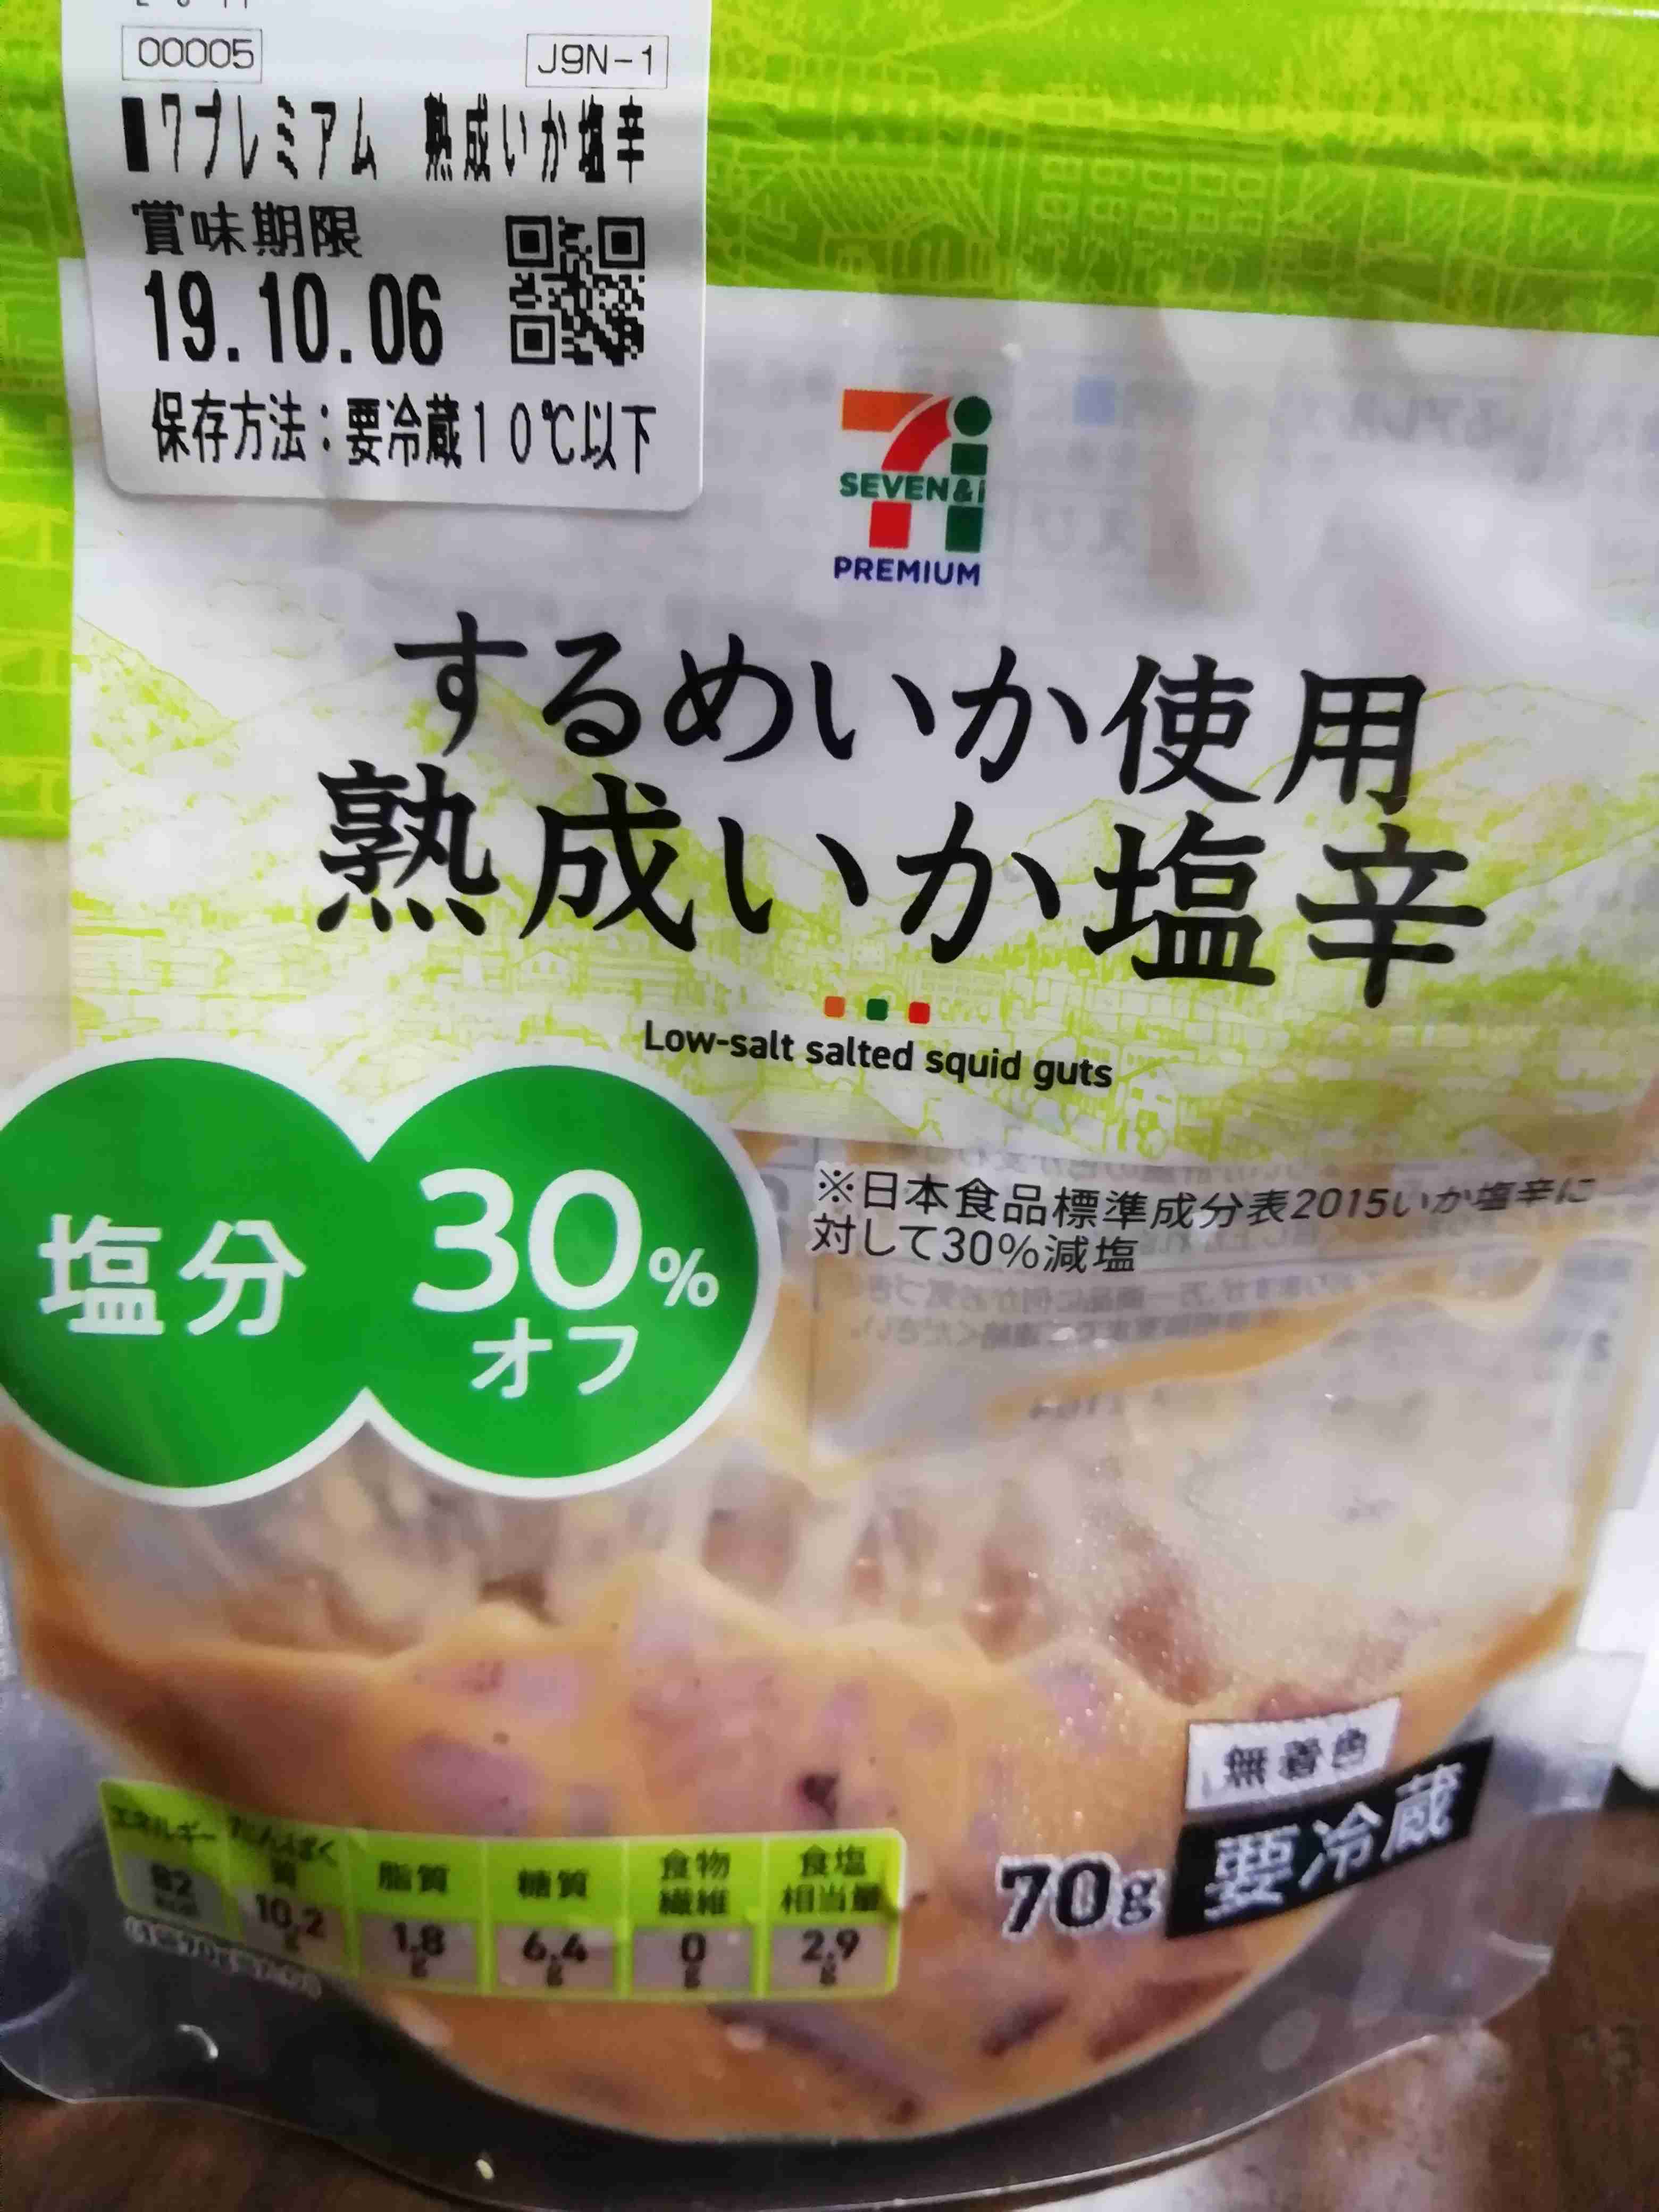 00005
J9N-1
■7プレミアム 熟成いか塩辛
賞味期限
19.10.06
保存方法:要冷蔵10℃以下
SEVEN&i
PREMIUM
するめいか使用
熟成いか塩辛
Low-salt salted squid guts
塩分
30%
オフ
※日本食品標準成分表2015いか塩辛に
対して30%減塩
無着色
要冷蔵
70g
エネルギー
82
kcal
たんぱく
質
10.2
g
脂質
1.8
g
糖質
6.4
g
食物
繊維
0
g
食塩
相当量
2.9
g